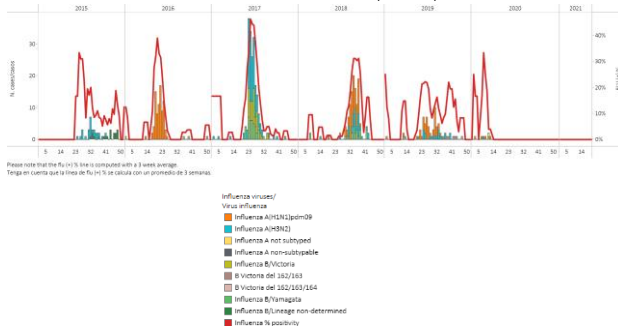 2015 2016 2017 2018 2019 2020 2021
N. cases/casos
30
20
10
0
40%
30%
20%
10%
0%
5 14 23 32 41 50 5 14 23 32 41 50 5 14 23 32 41 50 5 14 23 32 41 50 5 14 23 32 41 50 5 14 23 32 41 50 5 14
Please note that the flu (+) % line is computed with a 3 week average.
Tenga en cuenta que la línea de flu (+) % se calcula con un promedio de 3 semanas.
Influenza viruses/
Virus influenza
Influenza A(H1N1)pdm09
Influenza A(H3N2)
Influenza A not subtyped
Influenza A non-subtypable
Influenza B/Victoria
B Victoria del 162/163
B Victoria del 162/163/164
Influenza B/Yamagata
Influenza B/Lineage non-determined
Influenza % positivity